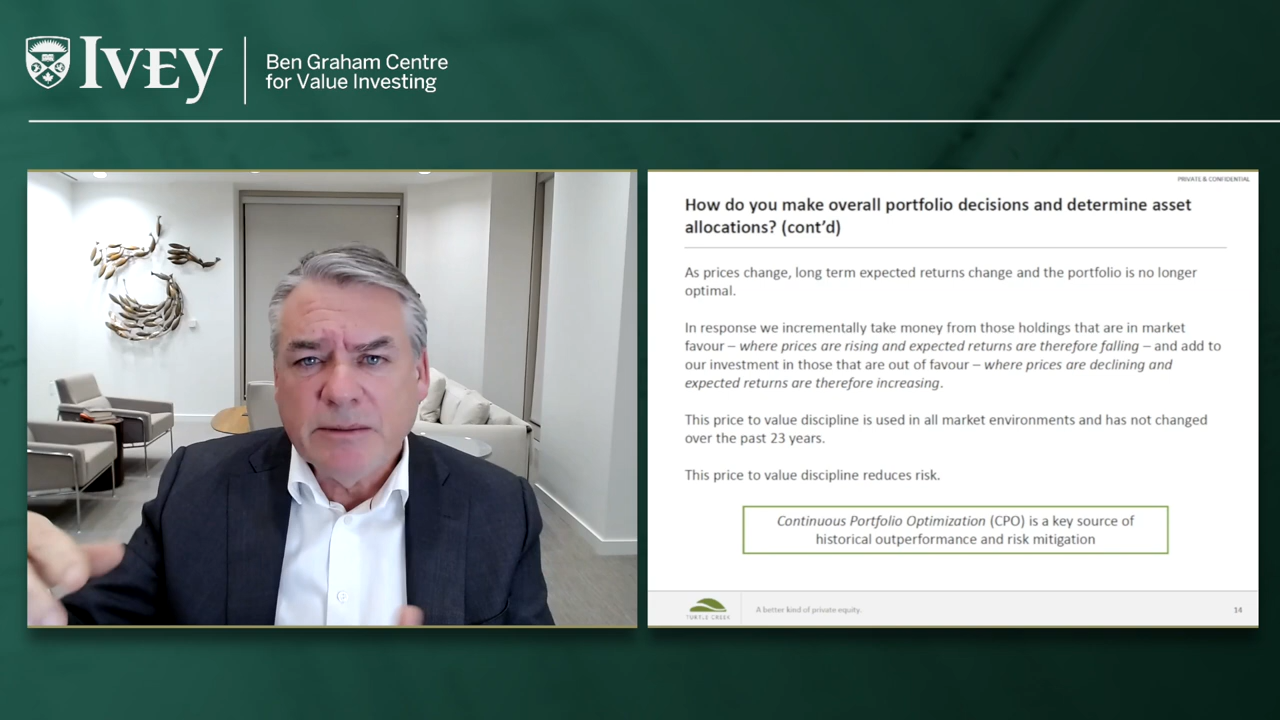 IVEY
Ben Graham Centre
for Value Investing
PRIVATE & CONFIDENTIAL
How do you make overall portfolio decisions and determine asset
allocations? (cont'd)
As prices change, long term expected returns change and the portfolio is no longer
optimal.
In response we incrementally take money from those holdings that are in market
favour – where prices are rising and expected returns are therefore falling – and add to
our investment in those that are out of favour – where prices are declining and
expected returns are therefore increasing.
This price to value discipline is used in all market environments and has not changed
over the past 23 years.
This price to value discipline reduces risk.
Continuous Portfolio Optimization (CPO) is a key source of
historical outperformance and risk mitigation
TURTLE CREEK
A better kind of private equity.
14